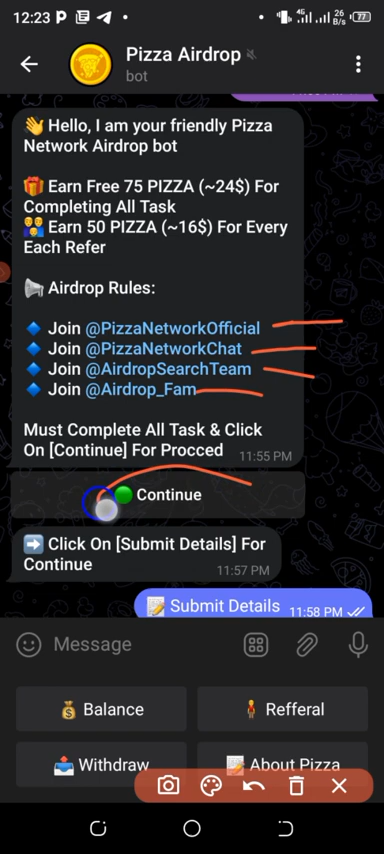 12:23
4G
26 B/s
77
Pizza Airdrop
bot
👋 Hello, I am your friendly Pizza
Network Airdrop bot
🎁 Earn Free 75 PIZZA (~24$) For
Completing All Task
👨‍👩‍👦 Earn 50 PIZZA (~16$) For Every
Each Refer
📢 Airdrop Rules:
🔹 Join @PizzaNetworkOfficial
🔹 Join @PizzaNetworkChat
🔹 Join @AirdropSearchTeam
🔹 Join @Airdrop_Fam
Must Complete All Task & Click
On [Continue] For Procced
11:55 PM
🟢 Continue
➡️ Click On [Submit Details] For
Continue
11:57 PM
📝 Submit Details 11:58 PM
Message
💰 Balance
🧍 Refferal
📤 Withdraw
📝 About Pizza